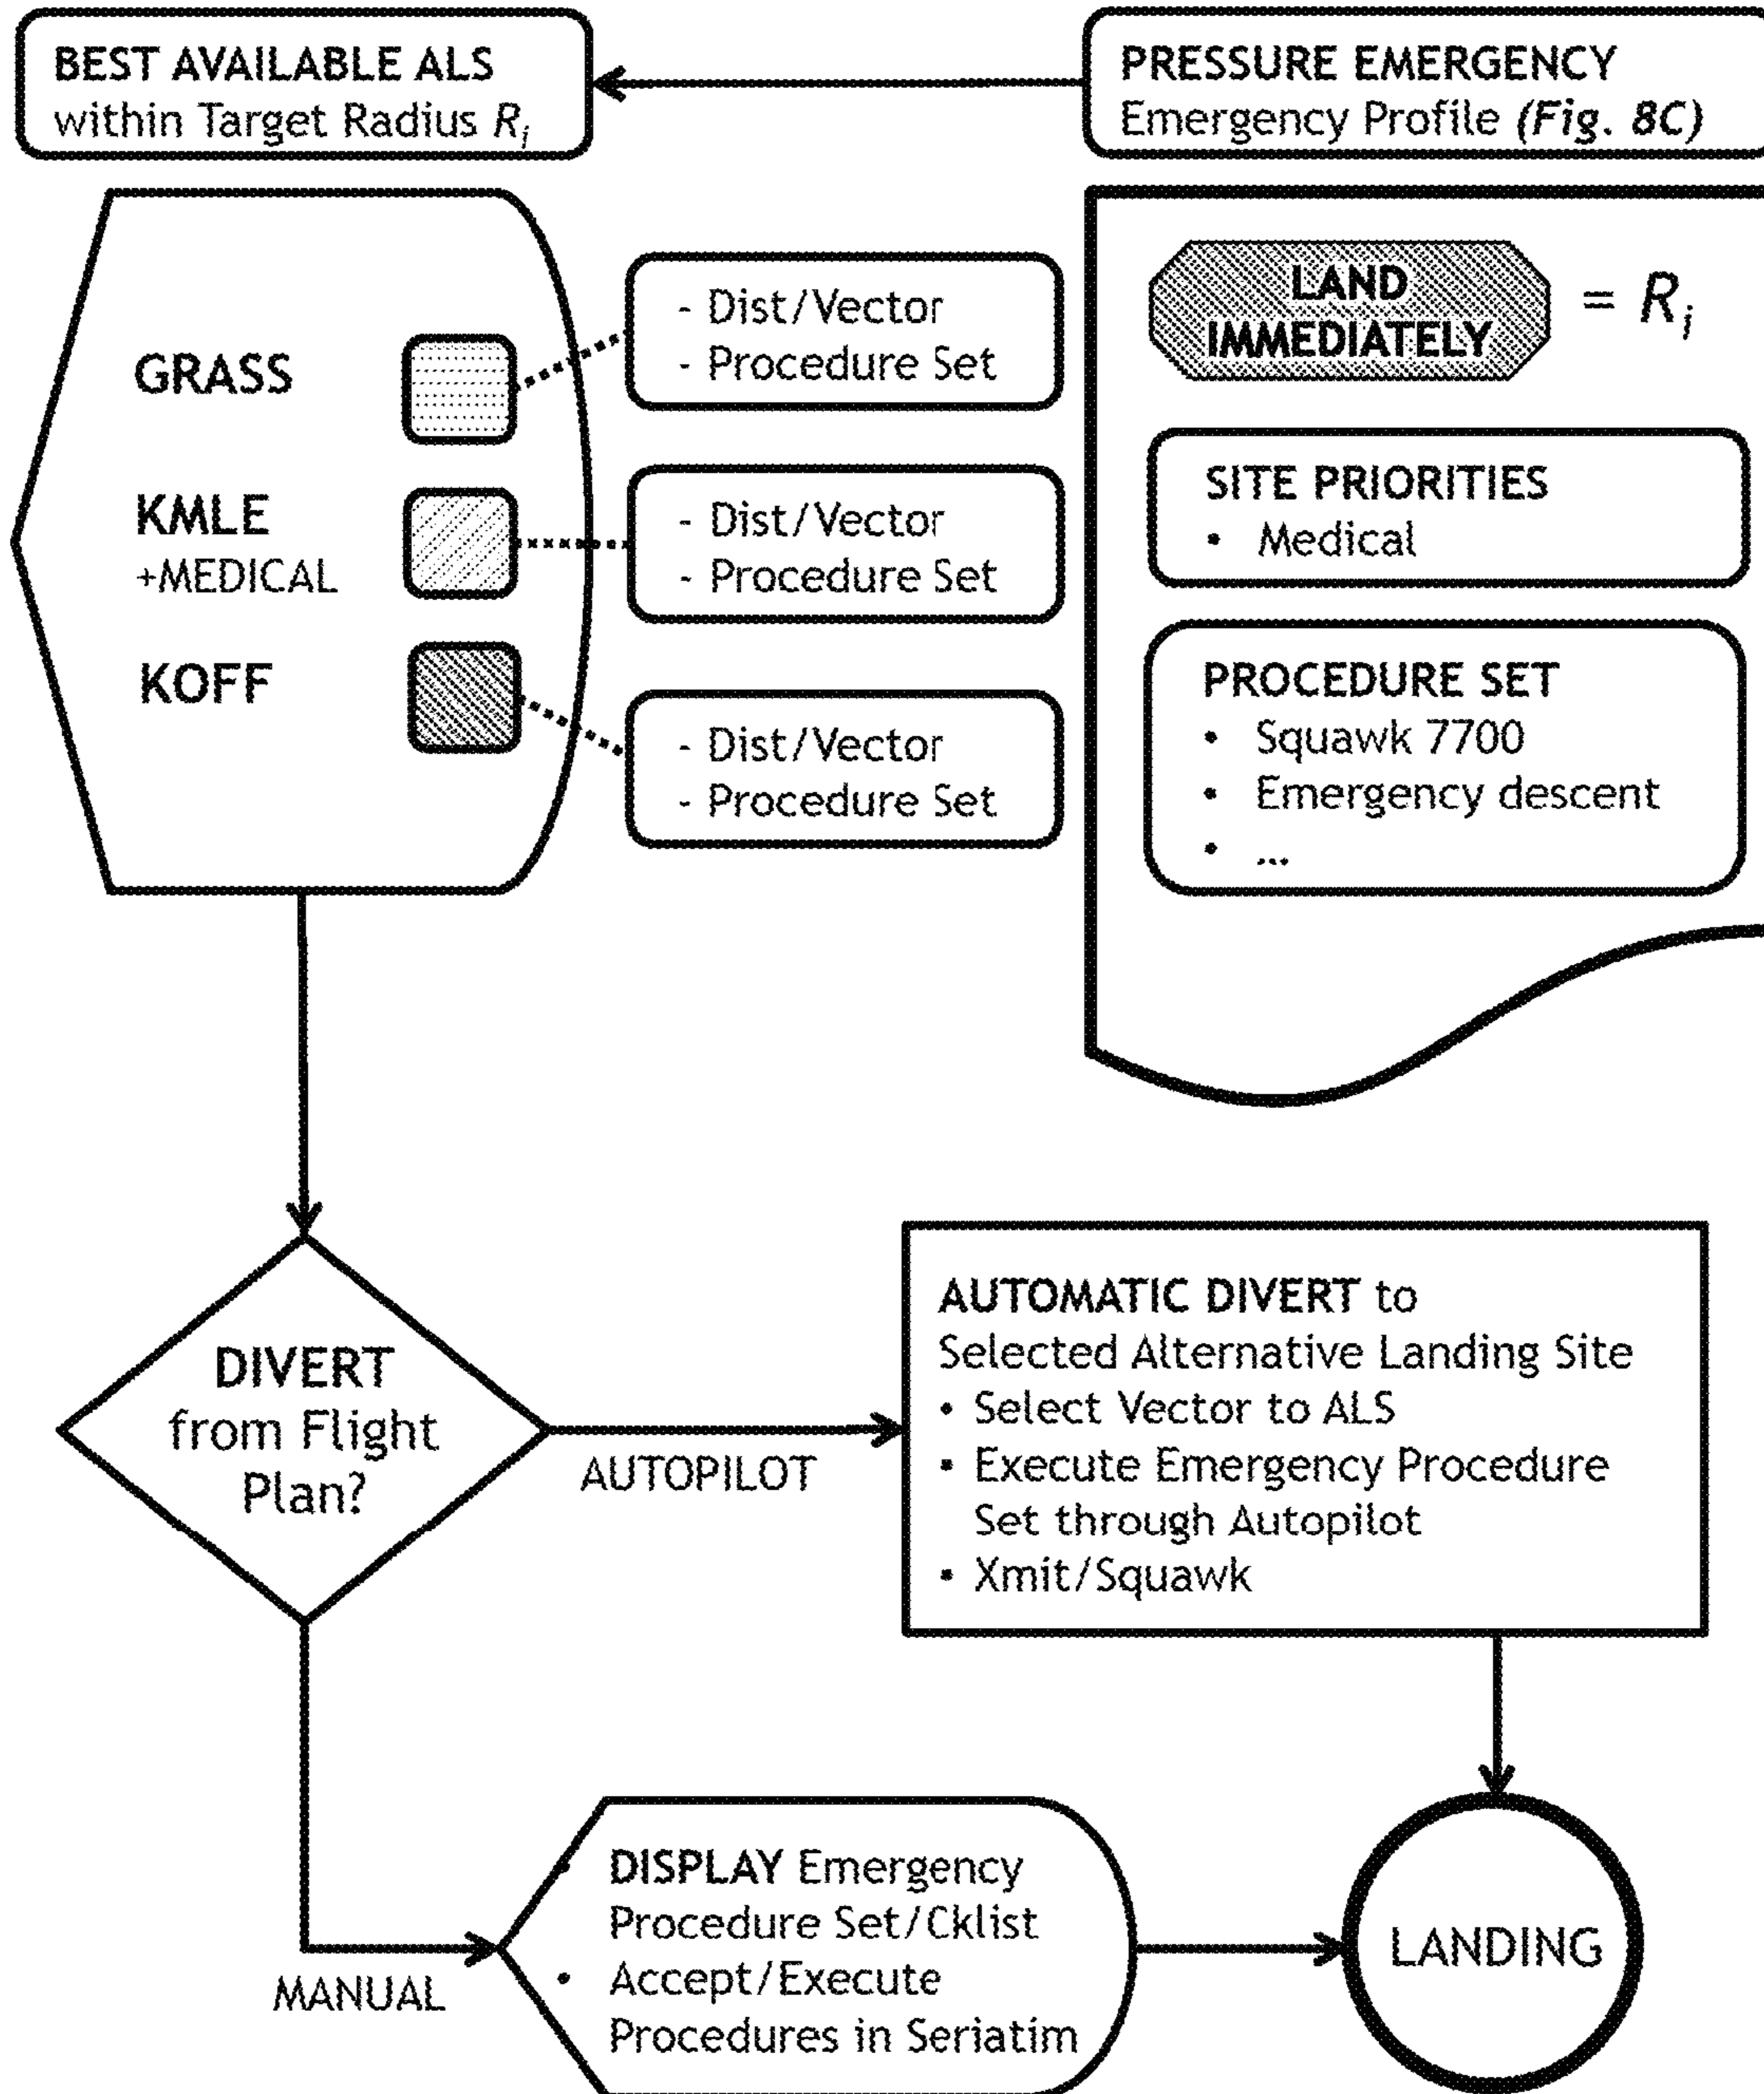 BEST AVAILABLE ALS
within Target Radius Ri
PRESSURE EMERGENCY
Emergency Profile (Fig. 8C)
GRASS
- Dist/Vector
- Procedure Set
KMLE
+MEDICAL
- Dist/Vector
- Procedure Set
KOFF
- Dist/Vector
- Procedure Set
LAND
IMMEDIATELY
= Ri
SITE PRIORITIES
• Medical
PROCEDURE SET
• Squawk 7700
• Emergency descent
• ...
DIVERT
from Flight
Plan?
AUTOPILOT
AUTOMATIC DIVERT to
Selected Alternative Landing Site
• Select Vector to ALS
• Execute Emergency Procedure
Set through Autopilot
• Xmit/Squawk
MANUAL
• DISPLAY Emergency
Procedure Set/Cklist
• Accept/Execute
Procedures in Seriatim
LANDING